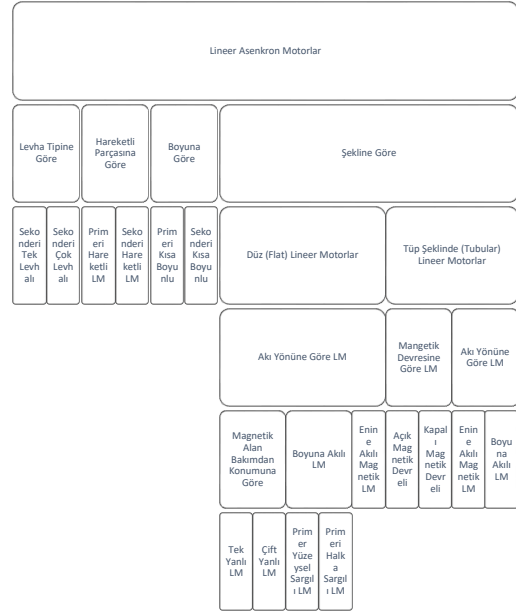 Lineer Asenkron Motorlar
Levha Tipine
Göre
Hareketli
Parçasına
Göre
Boyuna
Göre
Şekline Göre
Seko
nderi
Tek
Levh
alı
Seko
nderi
Çok
Levh
alı
Prim
eri
Hare
ketli
LM
Seko
nderi
Hare
ketli
LM
Prim
eri
Kısa
Boyu
nlu
Seko
nderi
Kısa
Boyu
nlu
Düz (Flat) Lineer Motorlar
Tüp Şeklinde (Tubular)
Lineer Motorlar
Akı Yönüne Göre LM
Mangetik
Devresine
Göre LM
Akı Yönüne
Göre LM
Magnetik
Alan
Bakımdan
Konumuna
Göre
Boyuna Akılı
LM
Enin
e
Akılı
Mag
netik
LM
Açık
Mag
netik
Devr
eli
Kapal
ı
Mag
netik
Devr
eli
Enin
e
Akılı
Mag
netik
LM
Boyu
na
Akılı
LM
Tek
Yanlı
LM
Çift
Yanlı
LM
Prim
er
Yüze
ysel
Sargıl
ı LM
Prim
eri
Halk
a
Sargıl
ı LM